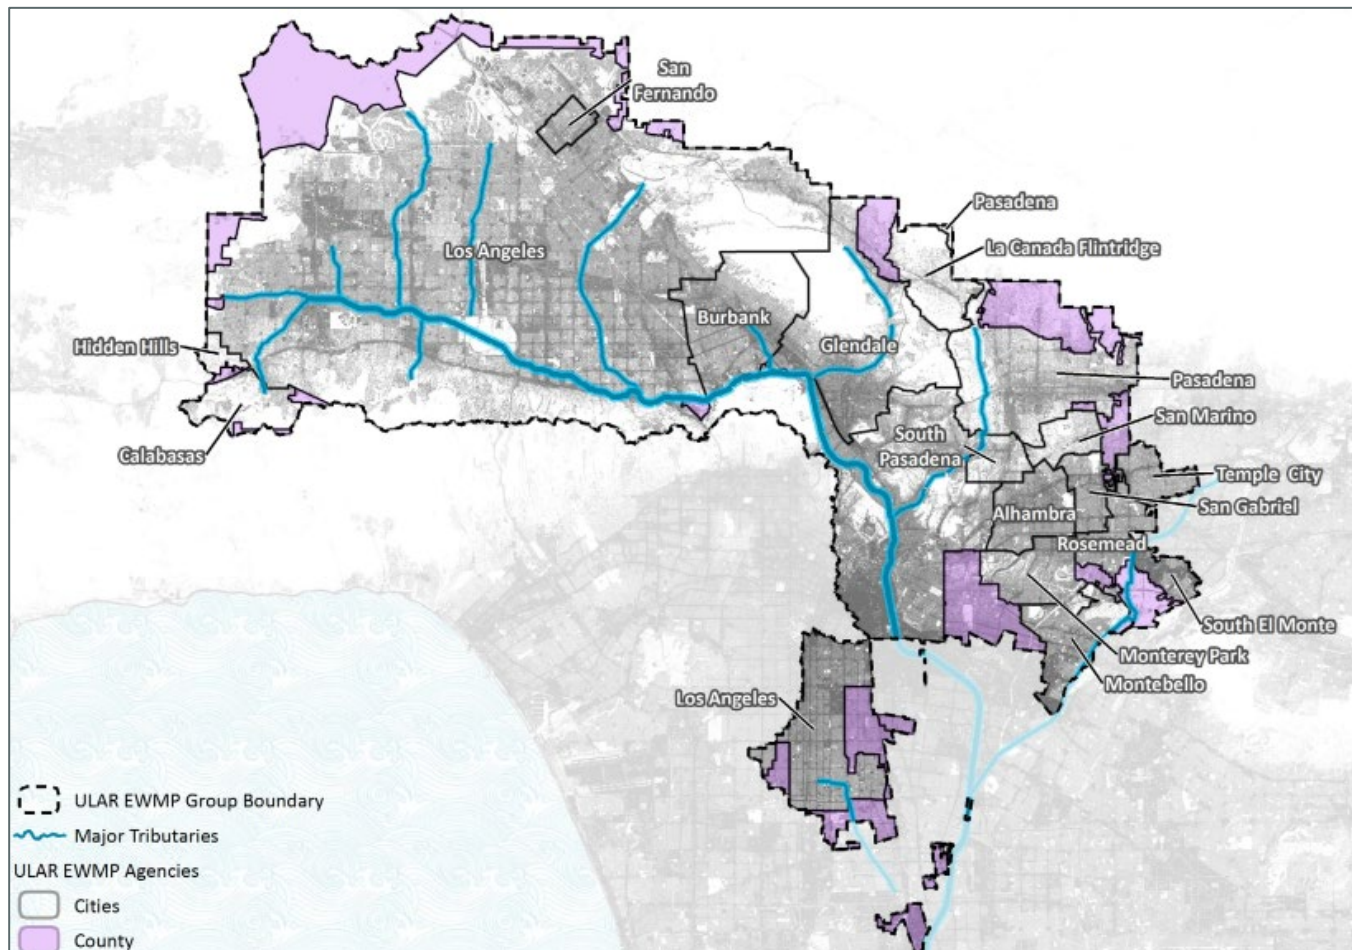 San
Fernando
Pasadena
La Canada Flintridge
Los Angeles
Burbank
Glendale
Hidden Hills
Pasadena
San Marino
Calabasas
South
Pasadena
Temple City
San Gabriel
Alhambra
Rosemead
South El Monte
Monterey Park
Montebello
Los Angeles
ULAR EWMP Group Boundary
Major Tributaries
ULAR EWMP Agencies
Cities
County